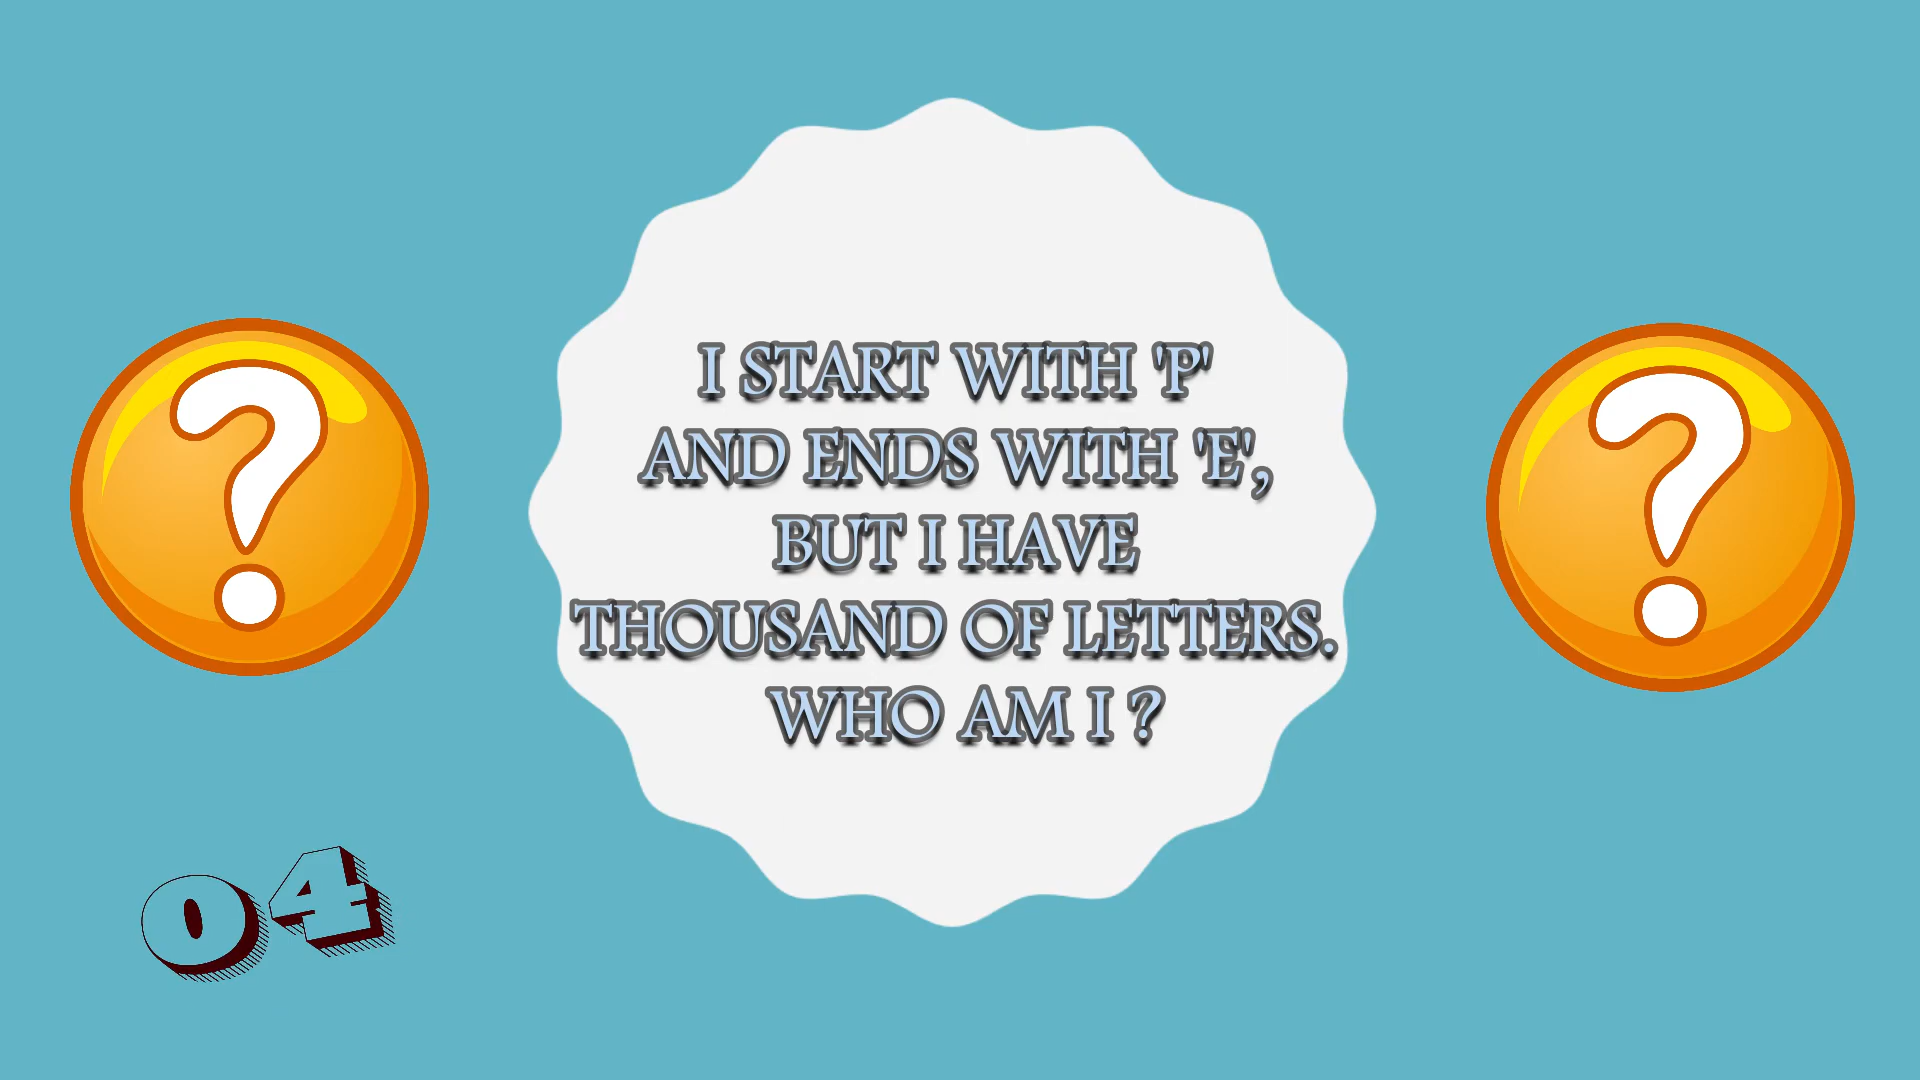 I START WITH 'P'
AND ENDS WITH 'E',
BUT I HAVE
THOUSAND OF LETTERS.
WHO AM I ?
?
?
04